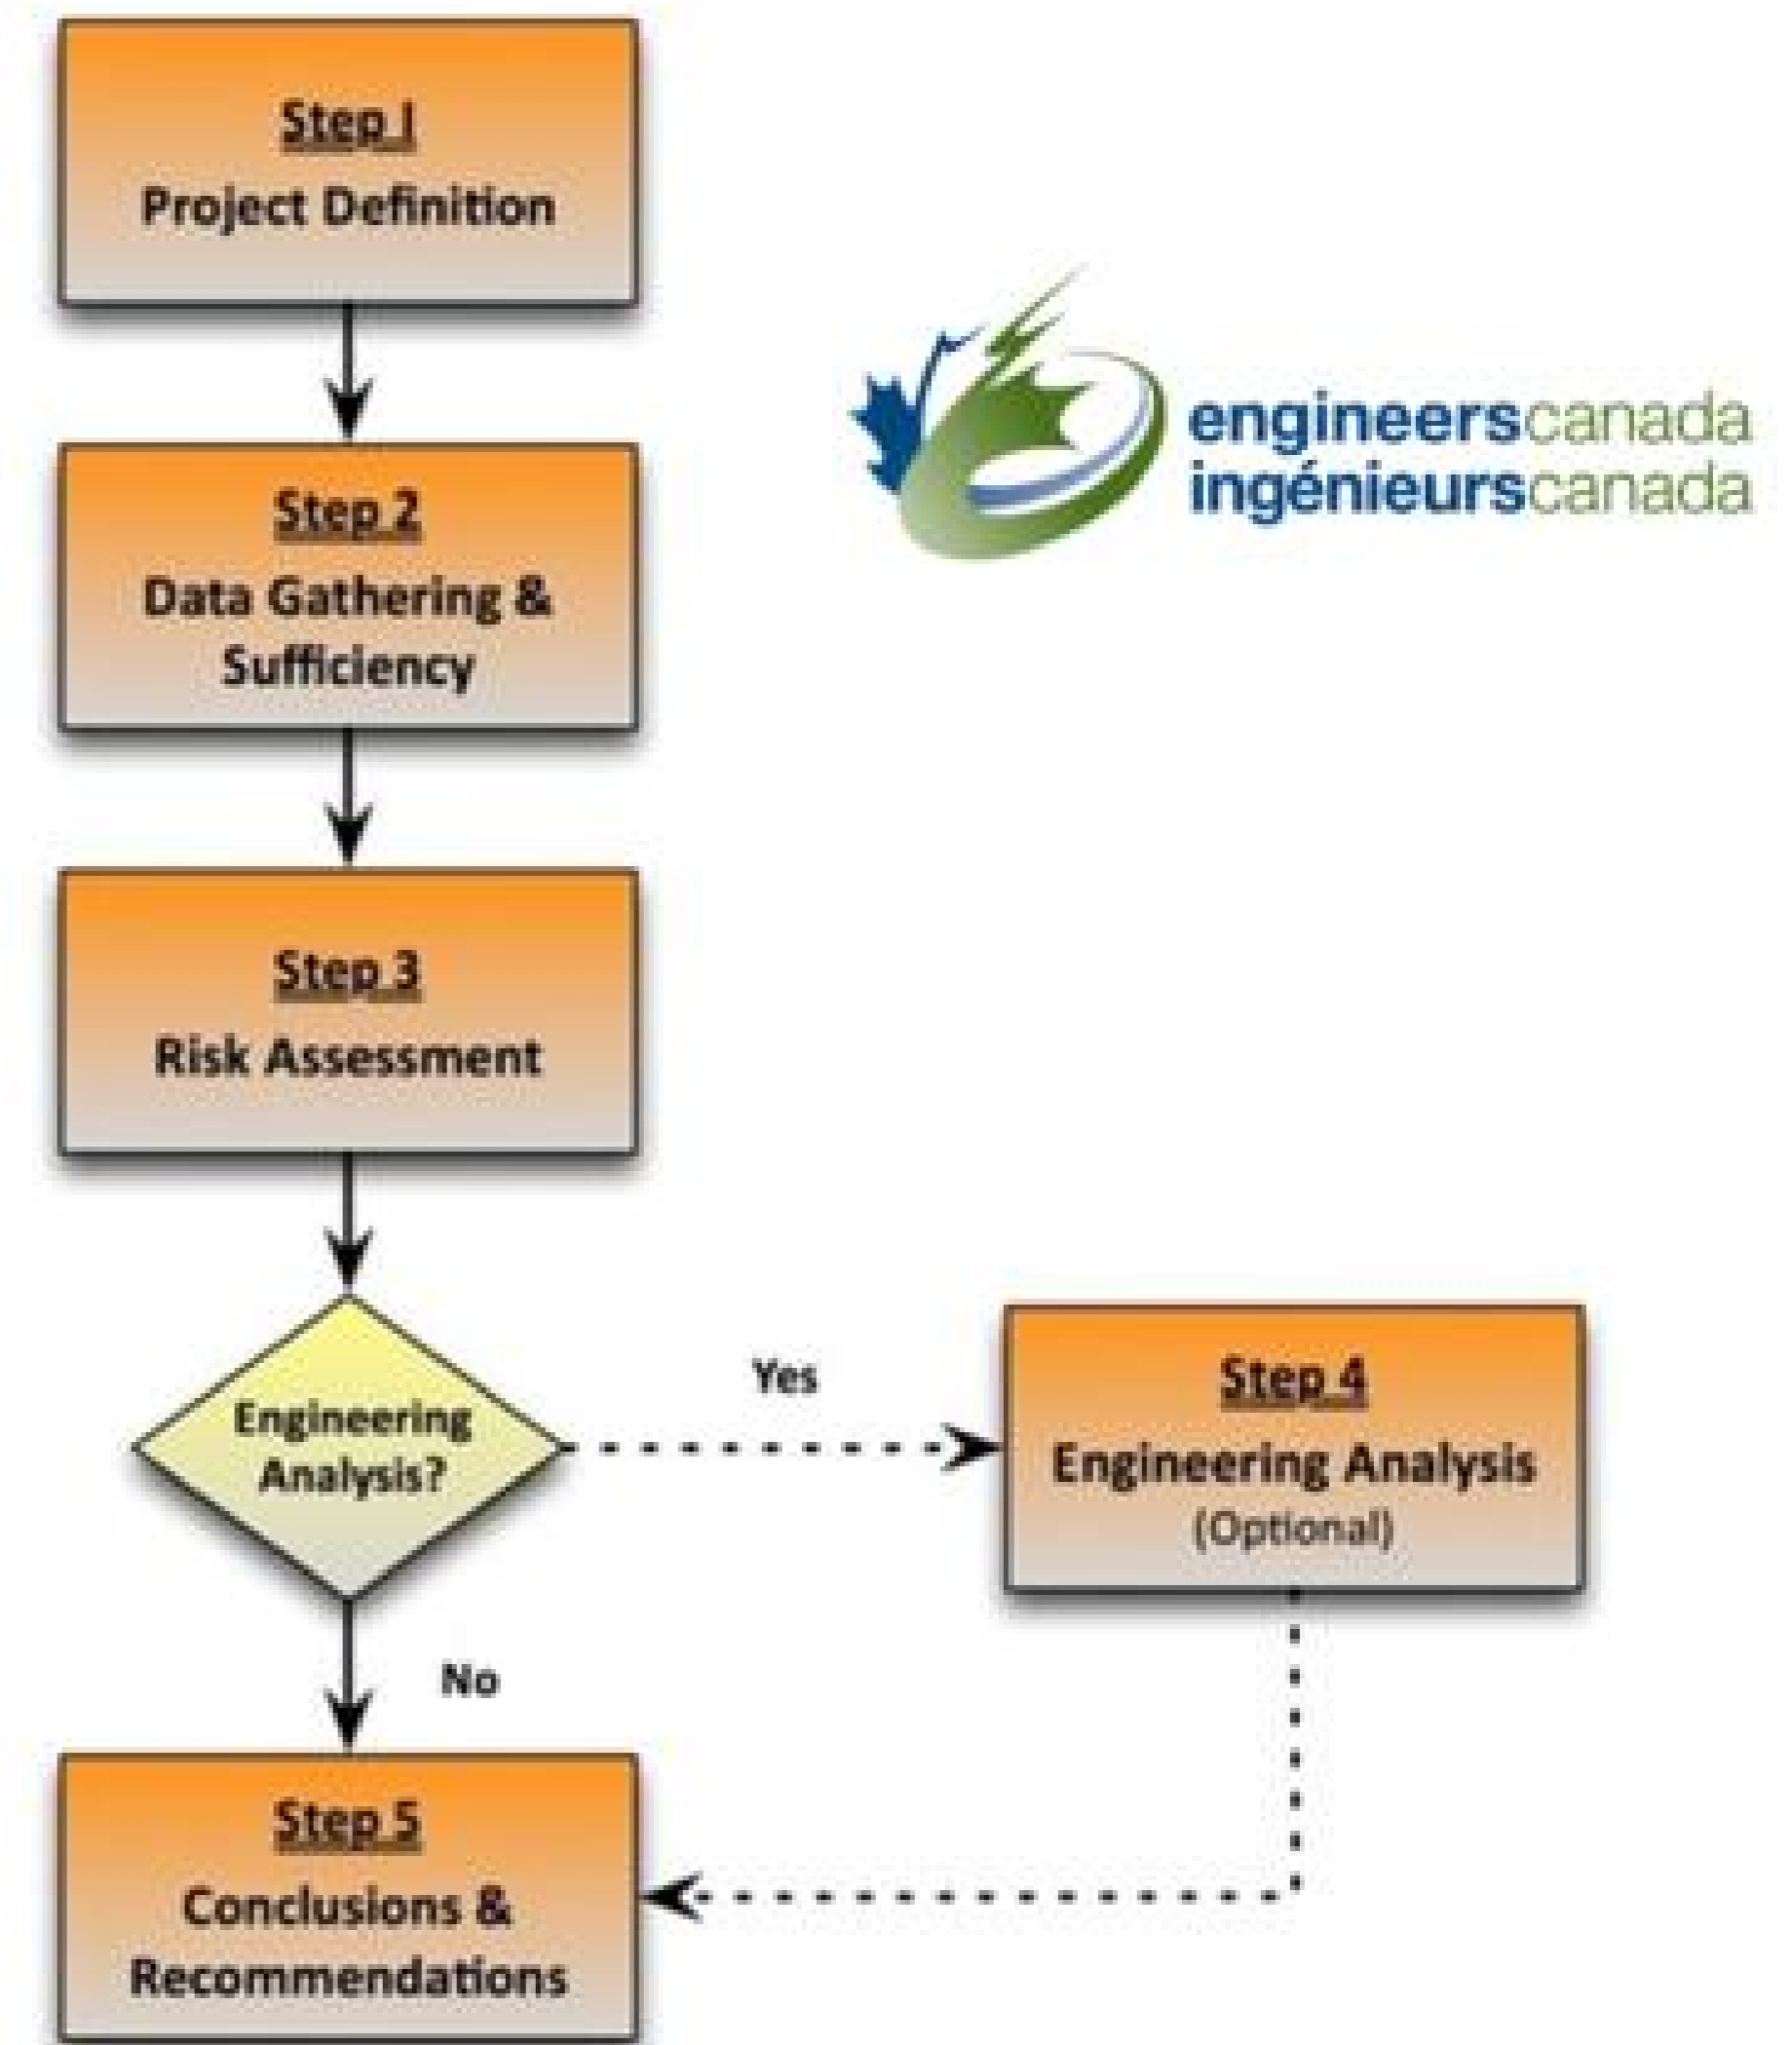 Step 1
Project Definition
engineerscanada
ingénieurscanada
Step 2
Data Gathering &
Sufficiency
Step 3
Risk Assessment
Engineering
Analysis?
Yes
Step 4
Engineering Analysis
(Optional)
No
Step 5
Conclusions &
Recommendations